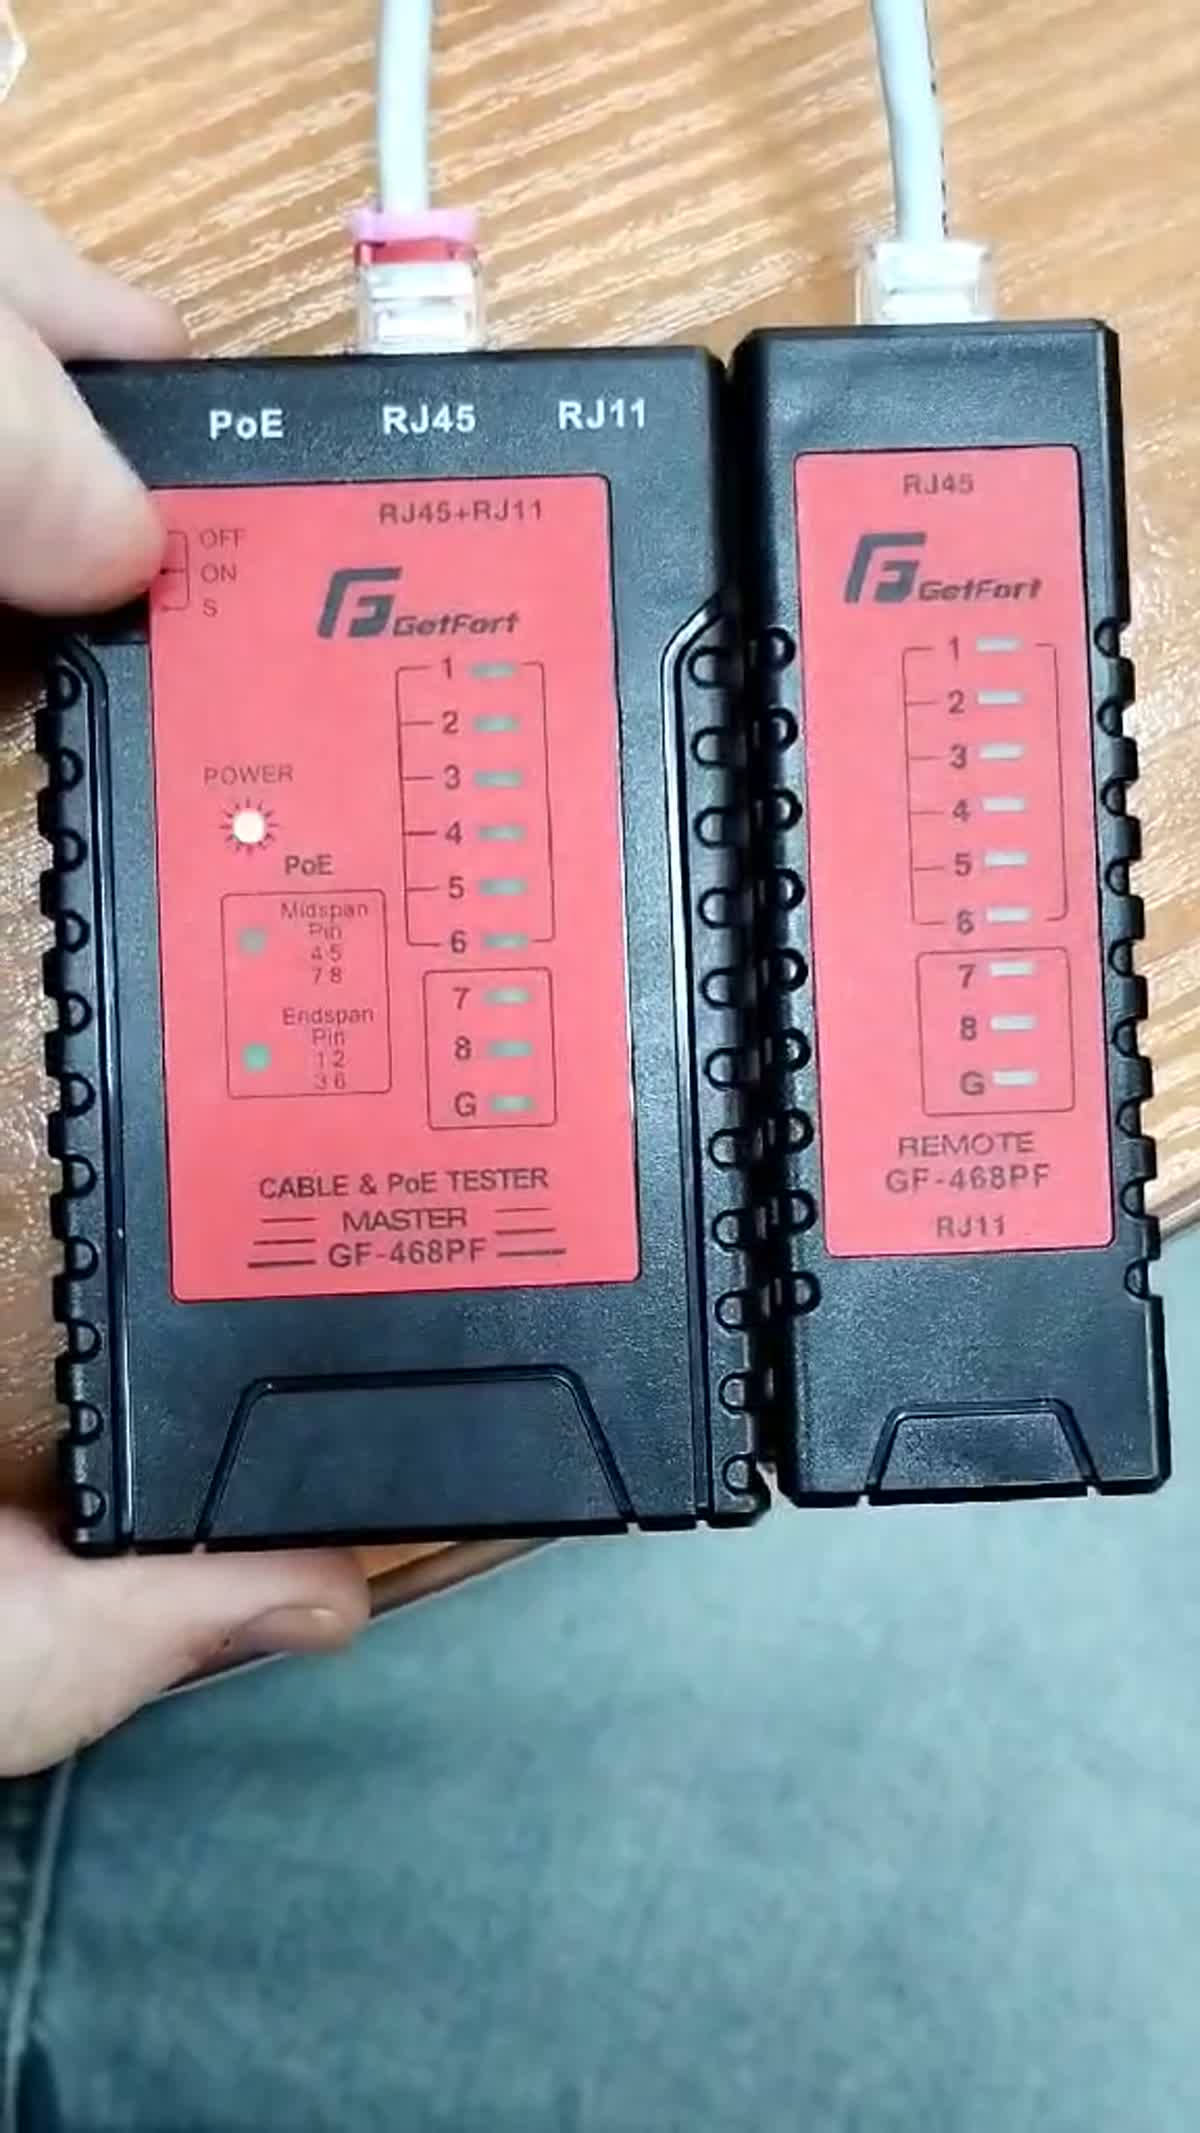 PoE RJ45 RJ11
RJ45+RJ11
OFF
ON
S
GetFort
1
2
3
4
5
6
7
8
G
POWER
PoE
Midspan
Pin
4 5
7 8
Endspan
Pin
1 2
3 6
CABLE & PoE TESTER
MASTER
GF-468PF
RJ45
GetFort
1
2
3
4
5
6
7
8
G
REMOTE
GF-468PF
RJ11